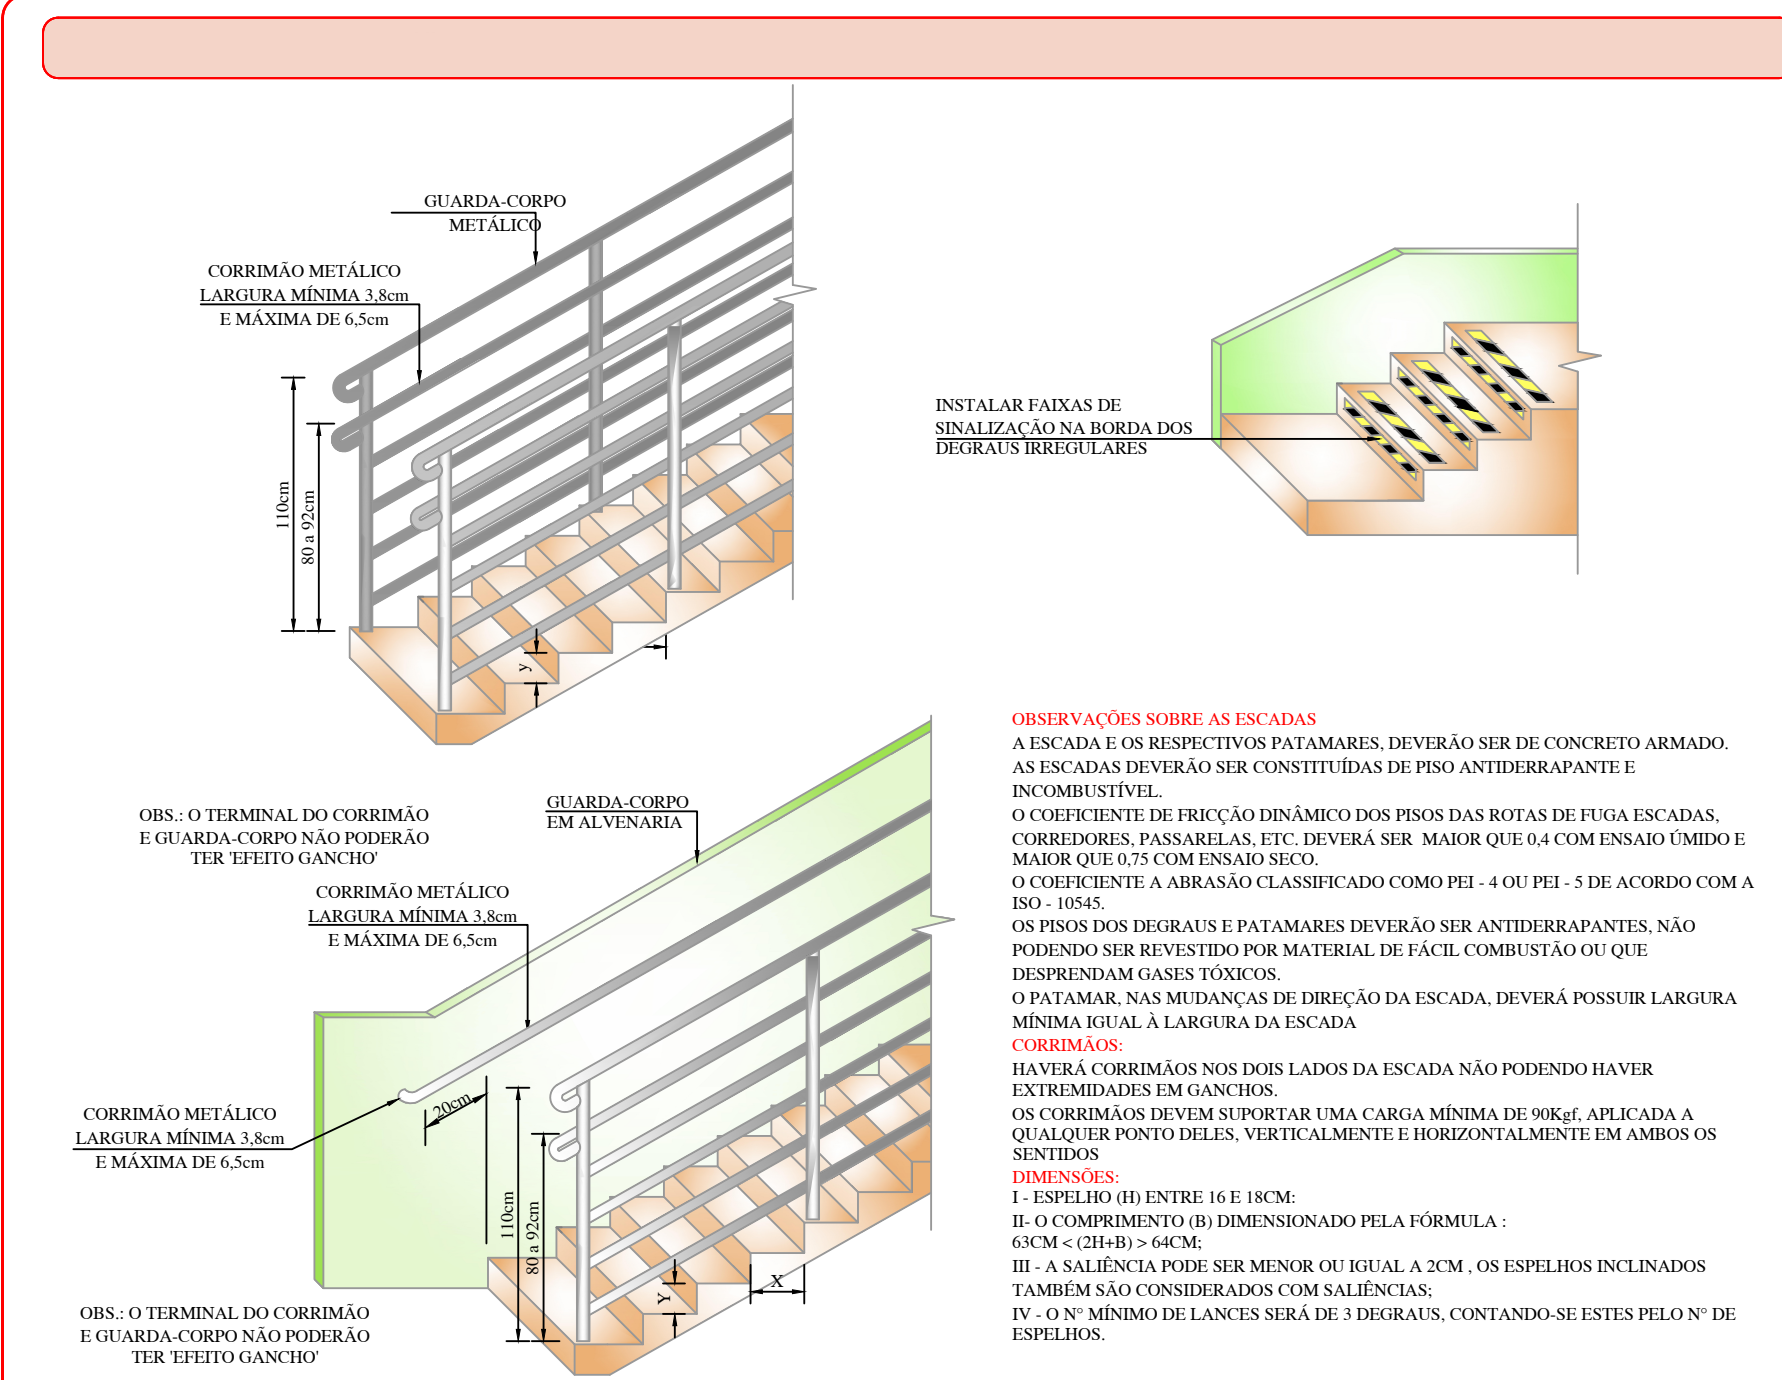 GUARDA-CORPO
METÁLICO
CORRIMÃO METÁLICO
LARGURA MÍNIMA 3,8cm
E MÁXIMA DE 6,5cm
110cm
80 a 92cm
y
INSTALAR FAIXAS DE
SINALIZAÇÃO NA BORDA DOS
DEGRAUS IRREGULARES
OBS.: O TERMINAL DO CORRIMÃO
E GUARDA-CORPO NÃO PODERÃO
TER 'EFEITO GANCHO'
GUARDA-CORPO
EM ALVENARIA
CORRIMÃO METÁLICO
LARGURA MÍNIMA 3,8cm
E MÁXIMA DE 6,5cm
20cm
CORRIMÃO METÁLICO
LARGURA MÍNIMA 3,8cm
E MÁXIMA DE 6,5cm
110cm
80 a 92cm
Y
X
OBS.: O TERMINAL DO CORRIMÃO
E GUARDA-CORPO NÃO PODERÃO
TER 'EFEITO GANCHO'
OBSERVAÇÕES SOBRE AS ESCADAS
A ESCADA E OS RESPECTIVOS PATAMARES, DEVERÃO SER DE CONCRETO ARMADO.
AS ESCADAS DEVERÃO SER CONSTITUÍDAS DE PISO ANTIDERRAPANTE E
INCOMBUSTÍVEL.
O COEFICIENTE DE FRICÇÃO DINÂMICO DOS PISOS DAS ROTAS DE FUGA ESCADAS,
CORREDORES, PASSARELAS, ETC. DEVERÁ SER MAIOR QUE 0,4 COM ENSAIO ÚMIDO E
MAIOR QUE 0,75 COM ENSAIO SECO.
O COEFICIENTE A ABRASÃO CLASSIFICADO COMO PEI - 4 OU PEI - 5 DE ACORDO COM A
ISO - 10545.
OS PISOS DOS DEGRAUS E PATAMARES DEVERÃO SER ANTIDERRAPANTES, NÃO
PODENDO SER REVESTIDO POR MATERIAL DE FÁCIL COMBUSTÃO OU QUE
DESPRENDAM GASES TÓXICOS.
O PATAMAR, NAS MUDANÇAS DE DIREÇÃO DA ESCADA, DEVERÁ POSSUIR LARGURA
MÍNIMA IGUAL À LARGURA DA ESCADA
CORRIMÃOS:
HAVERÁ CORRIMÃOS NOS DOIS LADOS DA ESCADA NÃO PODENDO HAVER
EXTREMIDADES EM GANCHOS.
OS CORRIMÃOS DEVEM SUPORTAR UMA CARGA MÍNIMA DE 90Kgf, APLICADA A
QUALQUER PONTO DELES, VERTICALMENTE E HORIZONTALMENTE EM AMBOS OS
SENTIDOS
DIMENSÕES:
I - ESPELHO (H) ENTRE 16 E 18CM:
II- O COMPRIMENTO (B) DIMENSIONADO PELA FÓRMULA :
63CM < (2H+B) > 64CM;
III - A SALIÊNCIA PODE SER MENOR OU IGUAL A 2CM , OS ESPELHOS INCLINADOS
TAMBÉM SÃO CONSIDERADOS COM SALIÊNCIAS;
IV - O N° MÍNIMO DE LANCES SERÁ DE 3 DEGRAUS, CONTANDO-SE ESTES PELO N° DE
ESPELHOS.